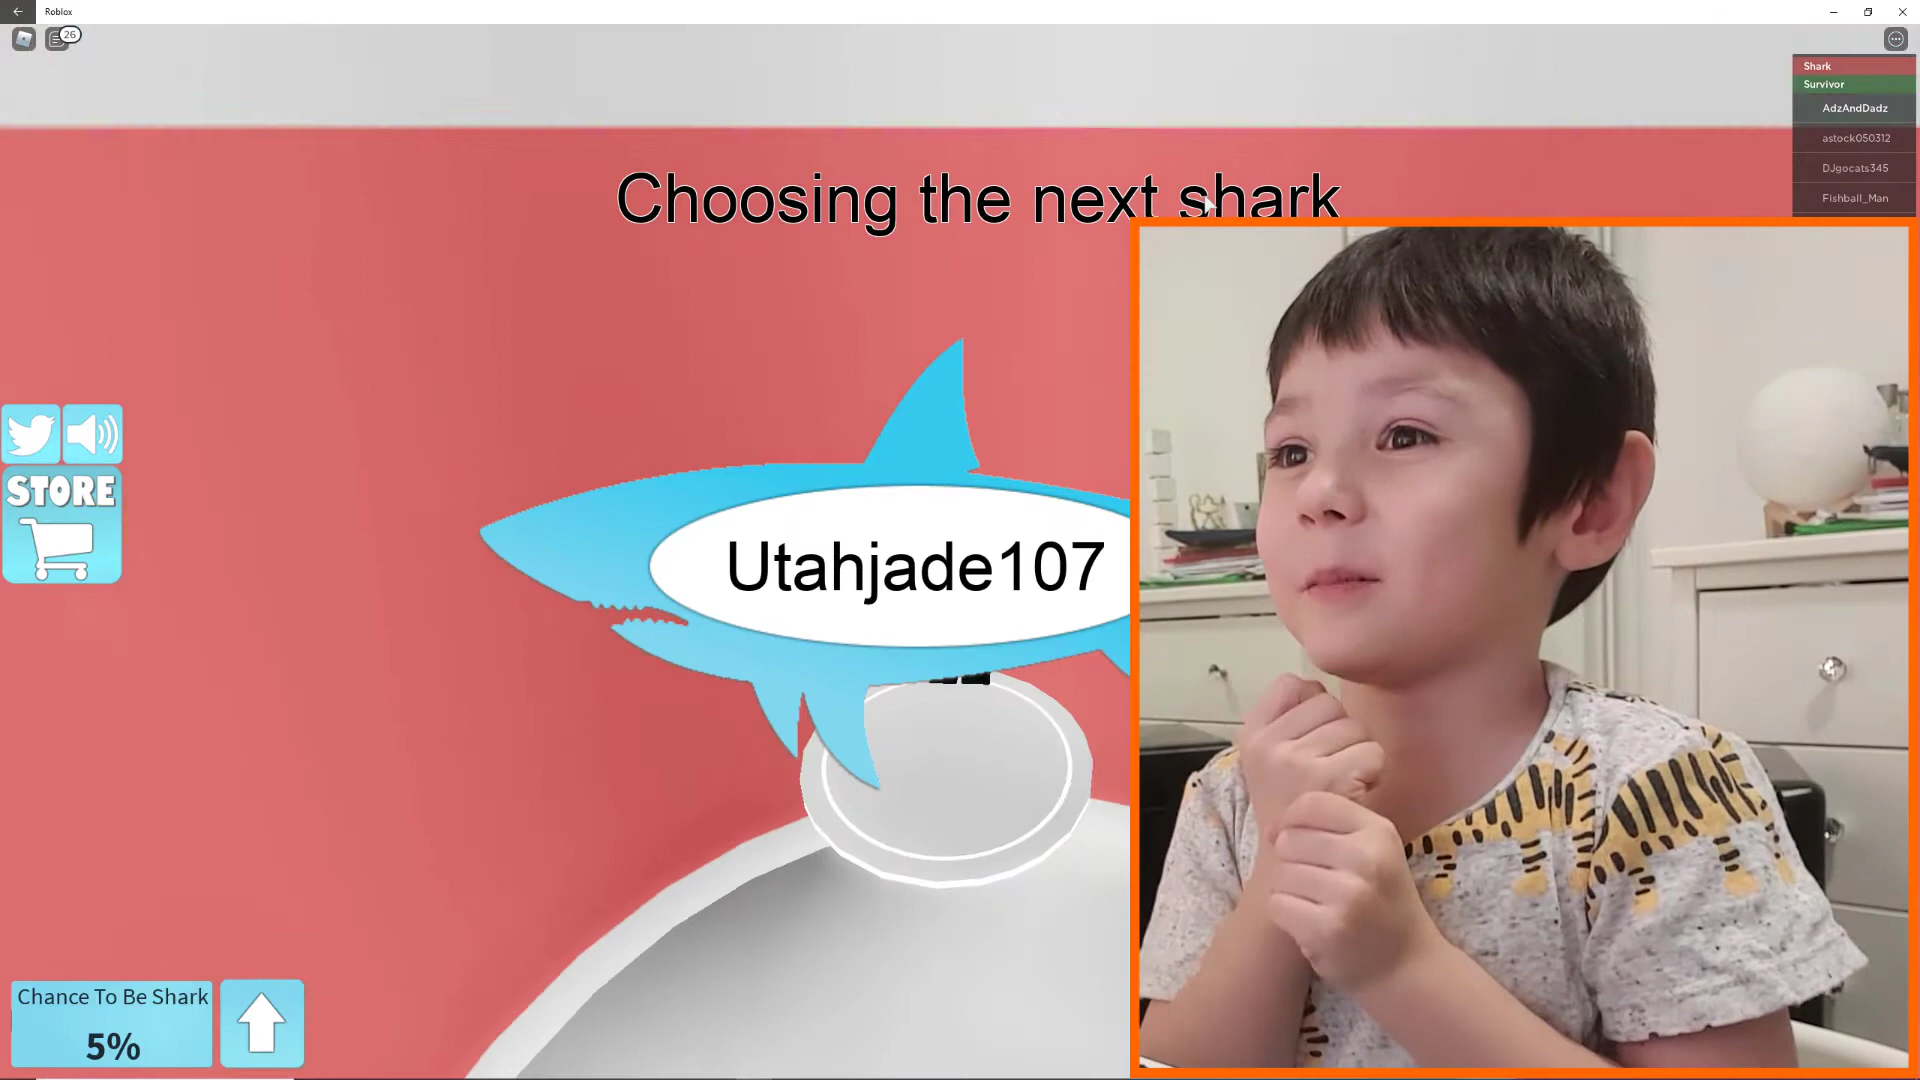 Roblox
26
Shark
Survivor
AdzAndDadz
astock050312
DJgocats345
Fishball_Man
Choosing the next shark
Utahjade107
STORE
Chance To Be Shark
5%